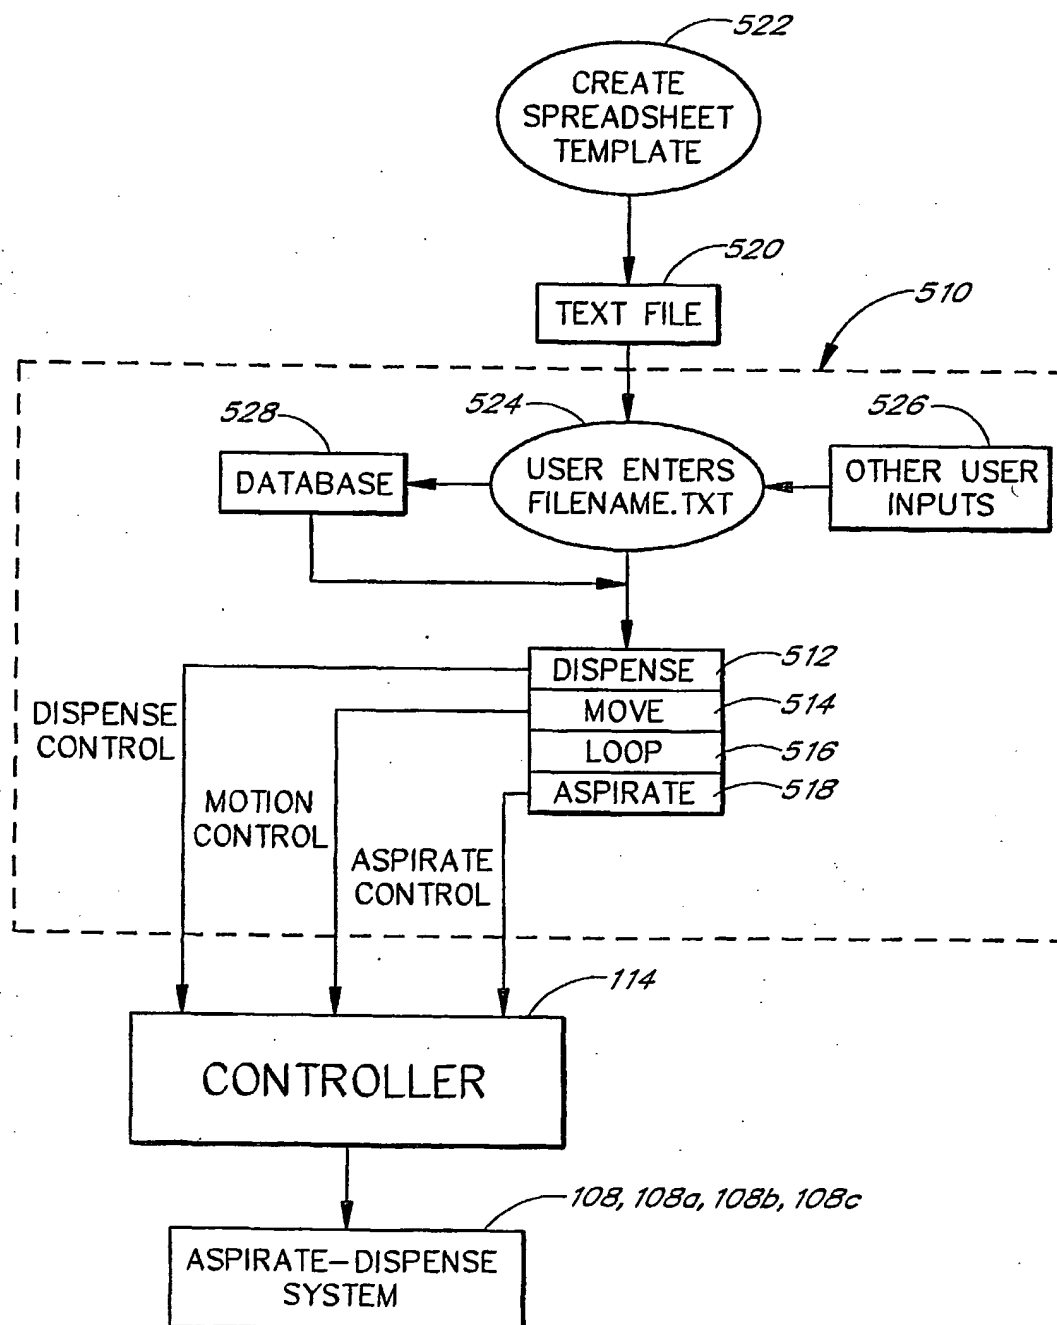 522
CREATE
SPREADSHEET
TEMPLATE
520
TEXT FILE
510
528
524
526
DATABASE
USER ENTERS
FILENAME.TXT
OTHER USER
INPUTS
DISPENSE
512
MOVE
514
LOOP
516
ASPIRATE
518
DISPENSE
CONTROL
MOTION
CONTROL
ASPIRATE
CONTROL
114
CONTROLLER
108, 108a, 108b, 108c
ASPIRATE-DISPENSE
SYSTEM